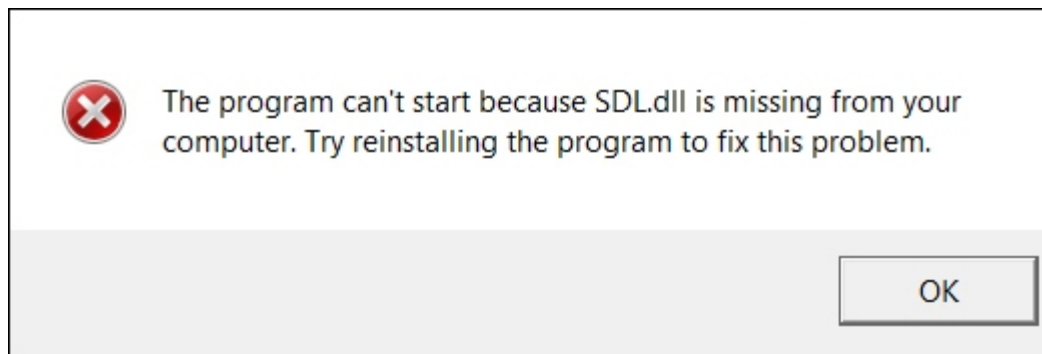 The program can't start because SDL.dll is missing from your
computer. Try reinstalling the program to fix this problem.
OK